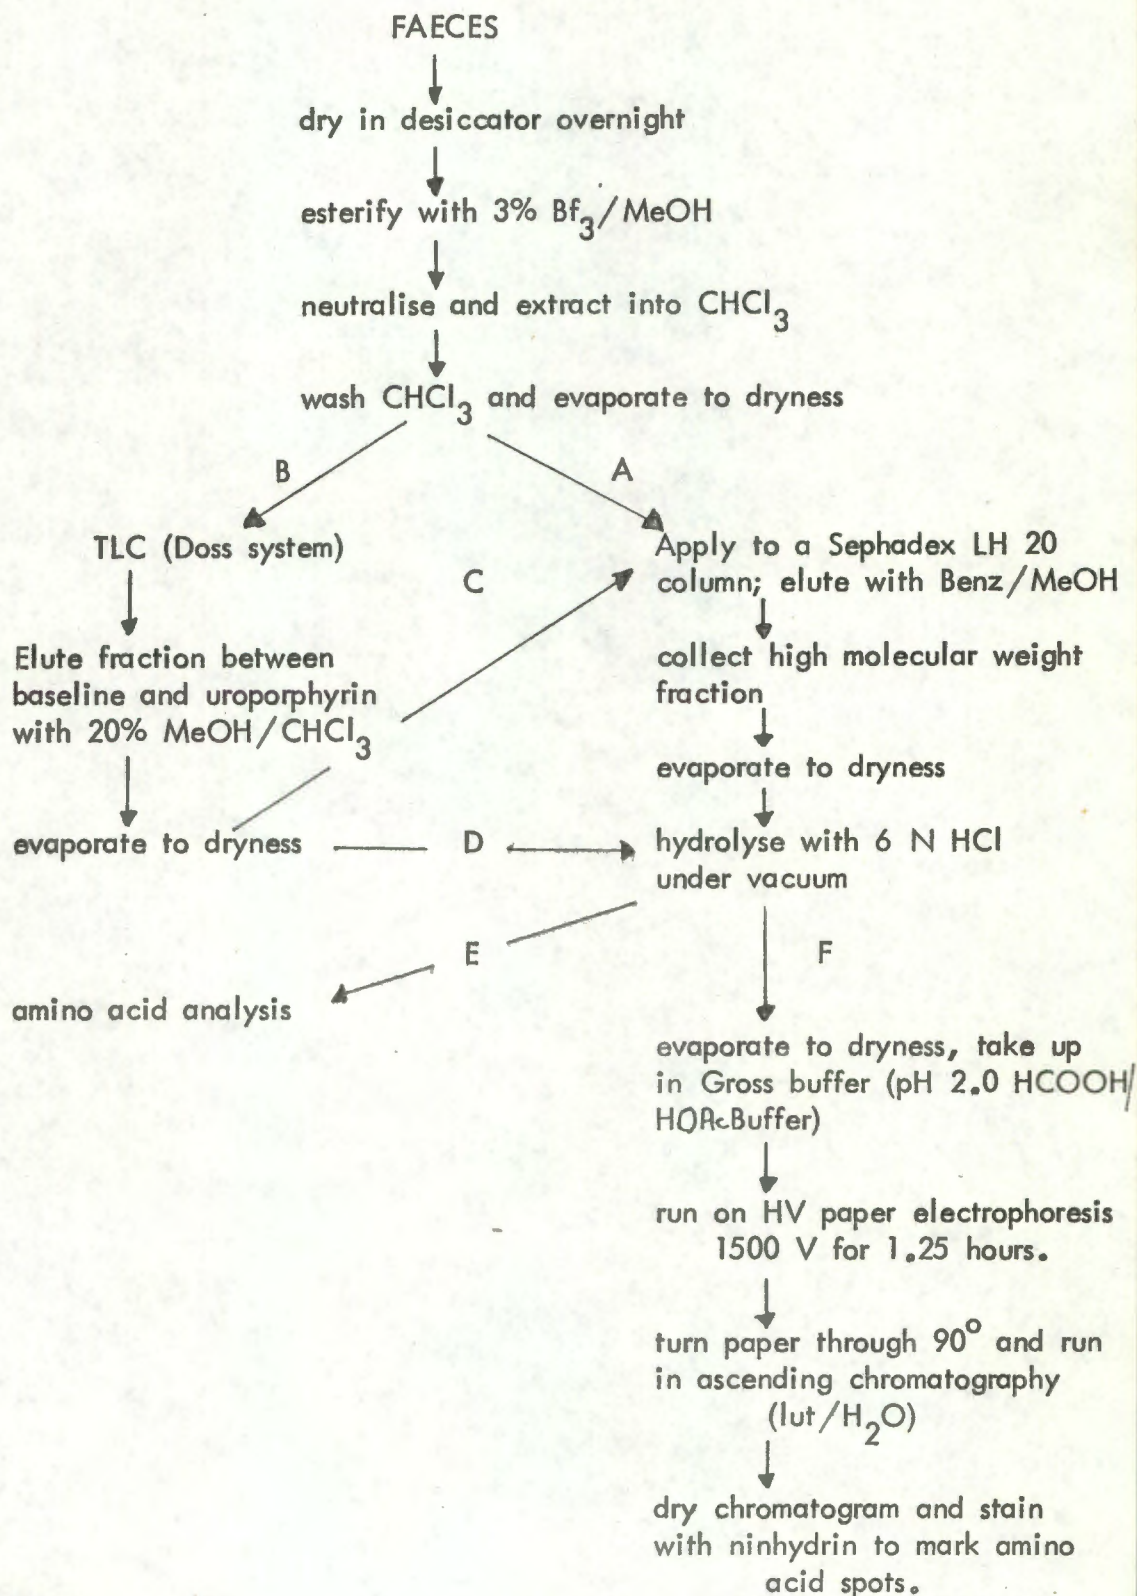 FAECES
dry in desiccator overnight
esterify with 3% Bf₃/MeOH
neutralise and extract into CHCl₃
wash CHCl₃ and evaporate to dryness
B
A
TLC (Doss system)
C
Apply to a Sephadex LH 20
column; elute with Benz/MeOH
Elute fraction between
baseline and uroporphyrin
with 20% MeOH/CHCl₃
collect high molecular weight
fraction
evaporate to dryness
evaporate to dryness
D
hydrolyse with 6 N HCl
under vacuum
E
F
amino acid analysis
evaporate to dryness, take up
in Gross buffer (pH 2.0 HCOOH/
HOAcBuffer)
run on HV paper electrophoresis
1500 V for 1.25 hours.
turn paper through 90° and run
in ascending chromatography
(lut/H₂O)
dry chromatogram and stain
with ninhydrin to mark amino
acid spots.